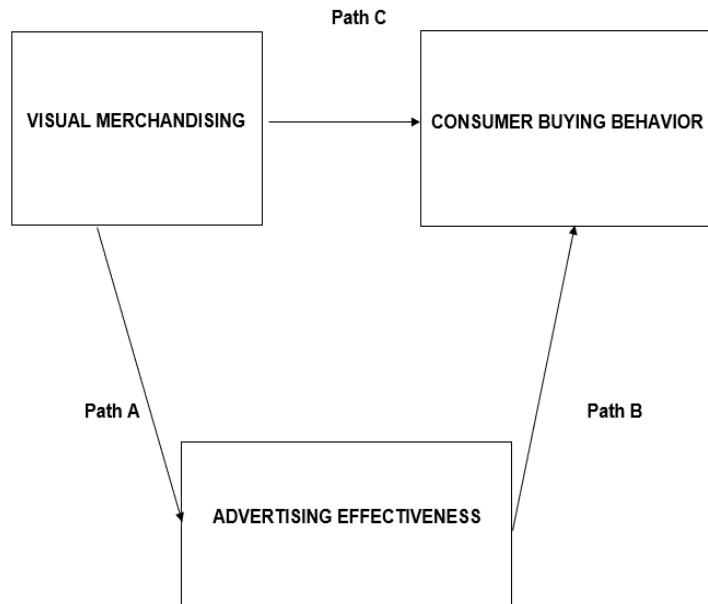 Path C
VISUAL MERCHANDISING
CONSUMER BUYING BEHAVIOR
Path A
Path B
ADVERTISING EFFECTIVENESS